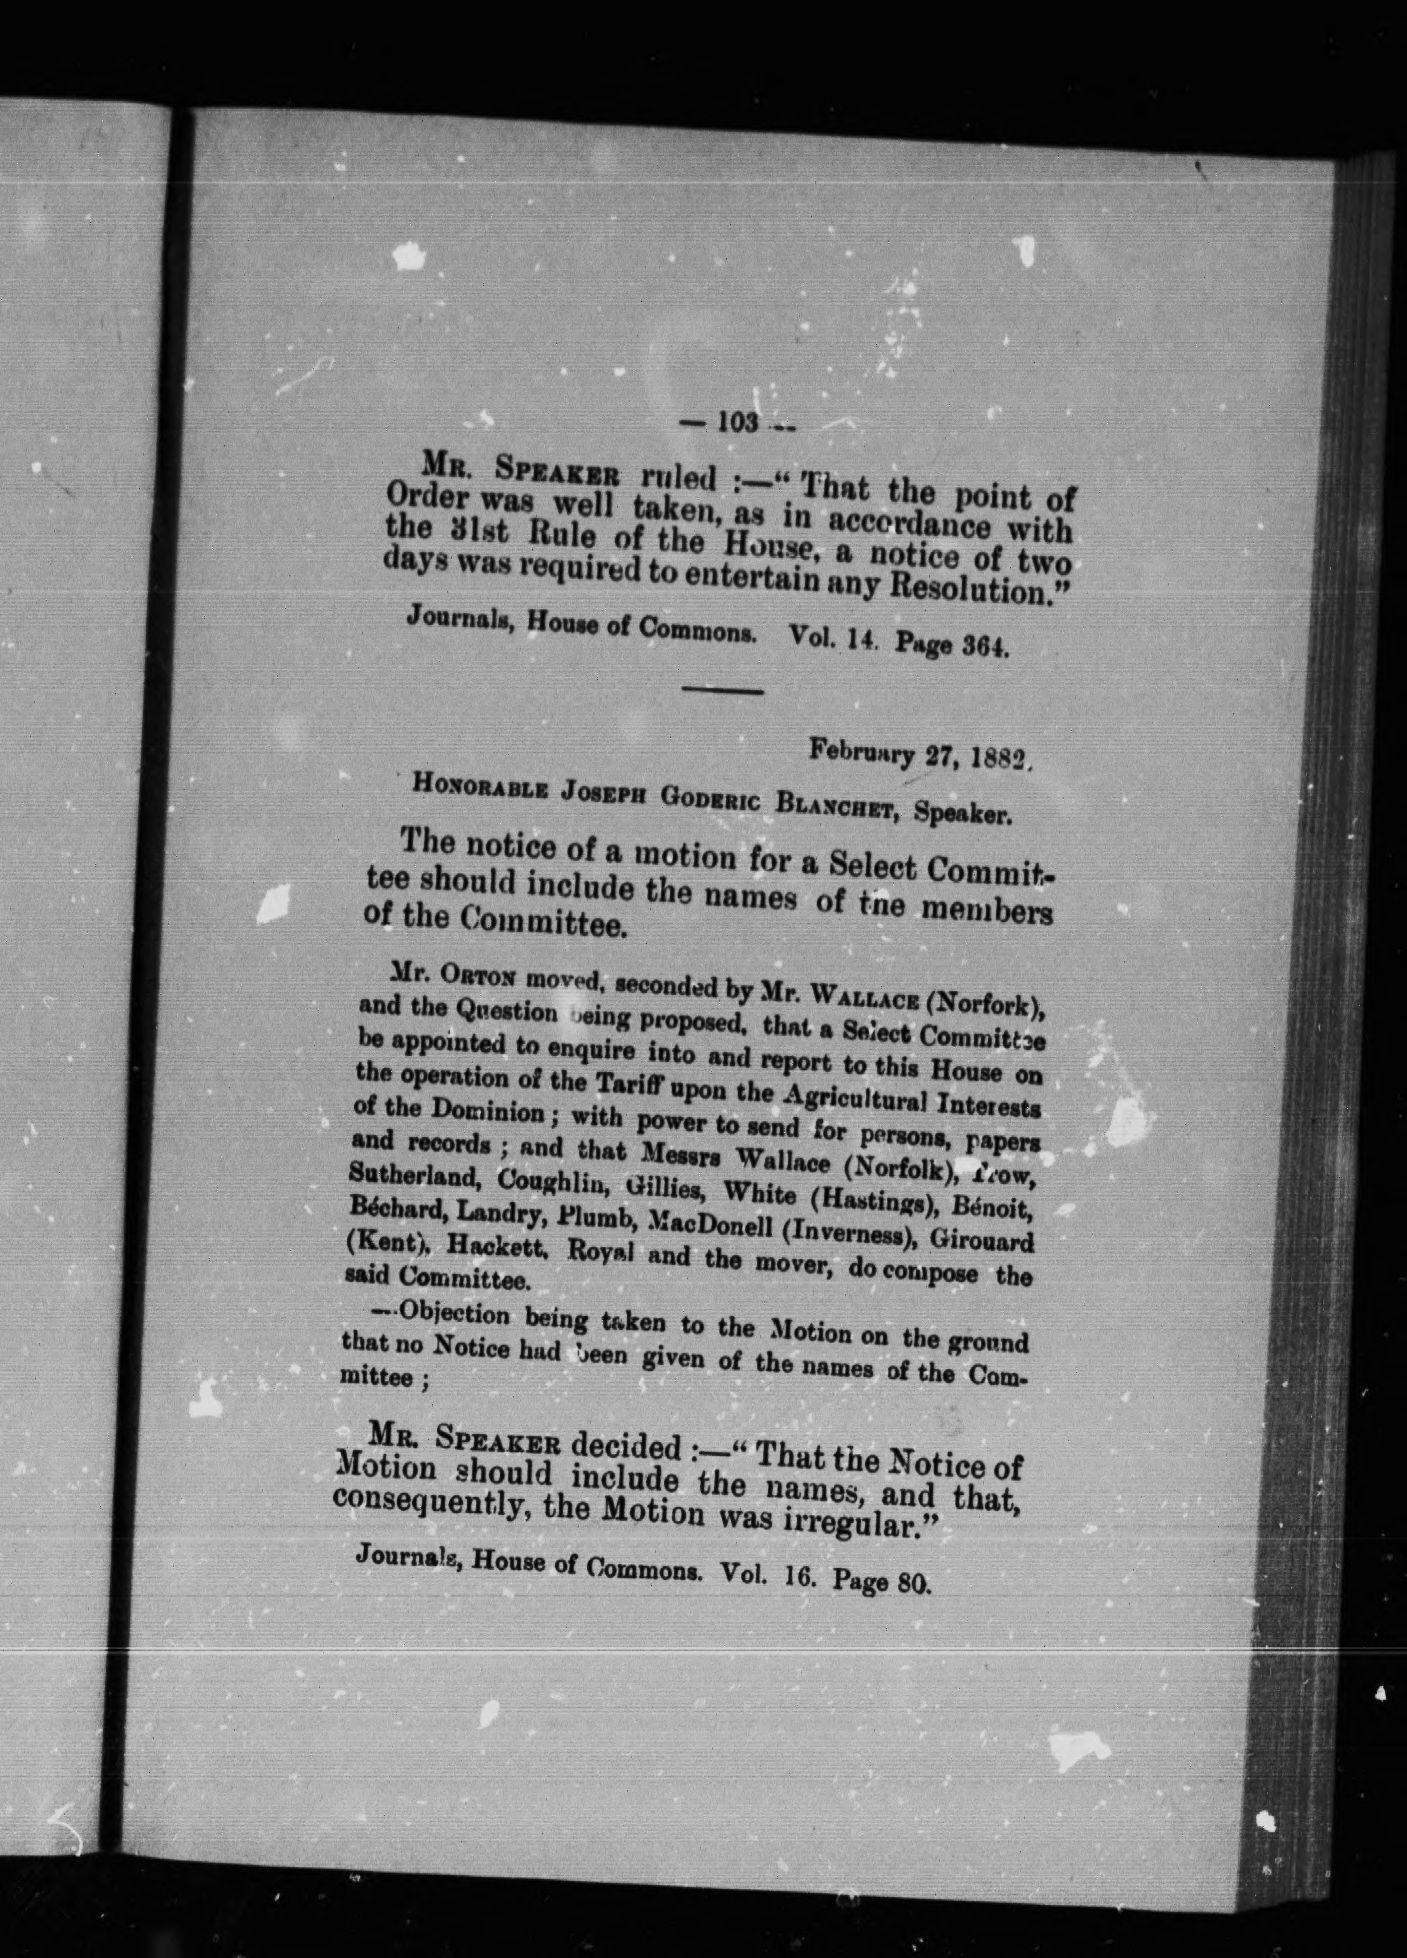 — 103 —
MR. SPEAKER ruled :—“ That the point of
Order was well taken, as in accordance with
the 31st Rule of the House, a notice of two
days was required to entertain any Resolution.”
Journals, House of Commons. Vol. 14. Page 364.
February 27, 1882.
HONORABLE JOSEPH GODERIC BLANCHET, Speaker.
The notice of a motion for a Select Commit-
tee should include the names of the members
of the Committee.
Mr. ORTON moved, seconded by Mr. WALLACE (Norfork),
and the Question being proposed, that a Select Committee
be appointed to enquire into and report to this House on
the operation of the Tariff upon the Agricultural Interests
of the Dominion ; with power to send for persons, papers
and records ; and that Messrs Wallace (Norfolk), Trow,
Sutherland, Coughlin, Gillies, White (Hastings), Bénoit,
Béchard, Landry, Plumb, MacDonell (Inverness), Girouard
(Kent), Hackett, Royal and the mover, do compose the
said Committee.
—Objection being taken to the Motion on the ground
that no Notice had been given of the names of the Com-
mittee ;
MR. SPEAKER decided :—“ That the Notice of
Motion should include the names, and that,
consequently, the Motion was irregular.”
Journals, House of Commons. Vol. 16. Page 80.